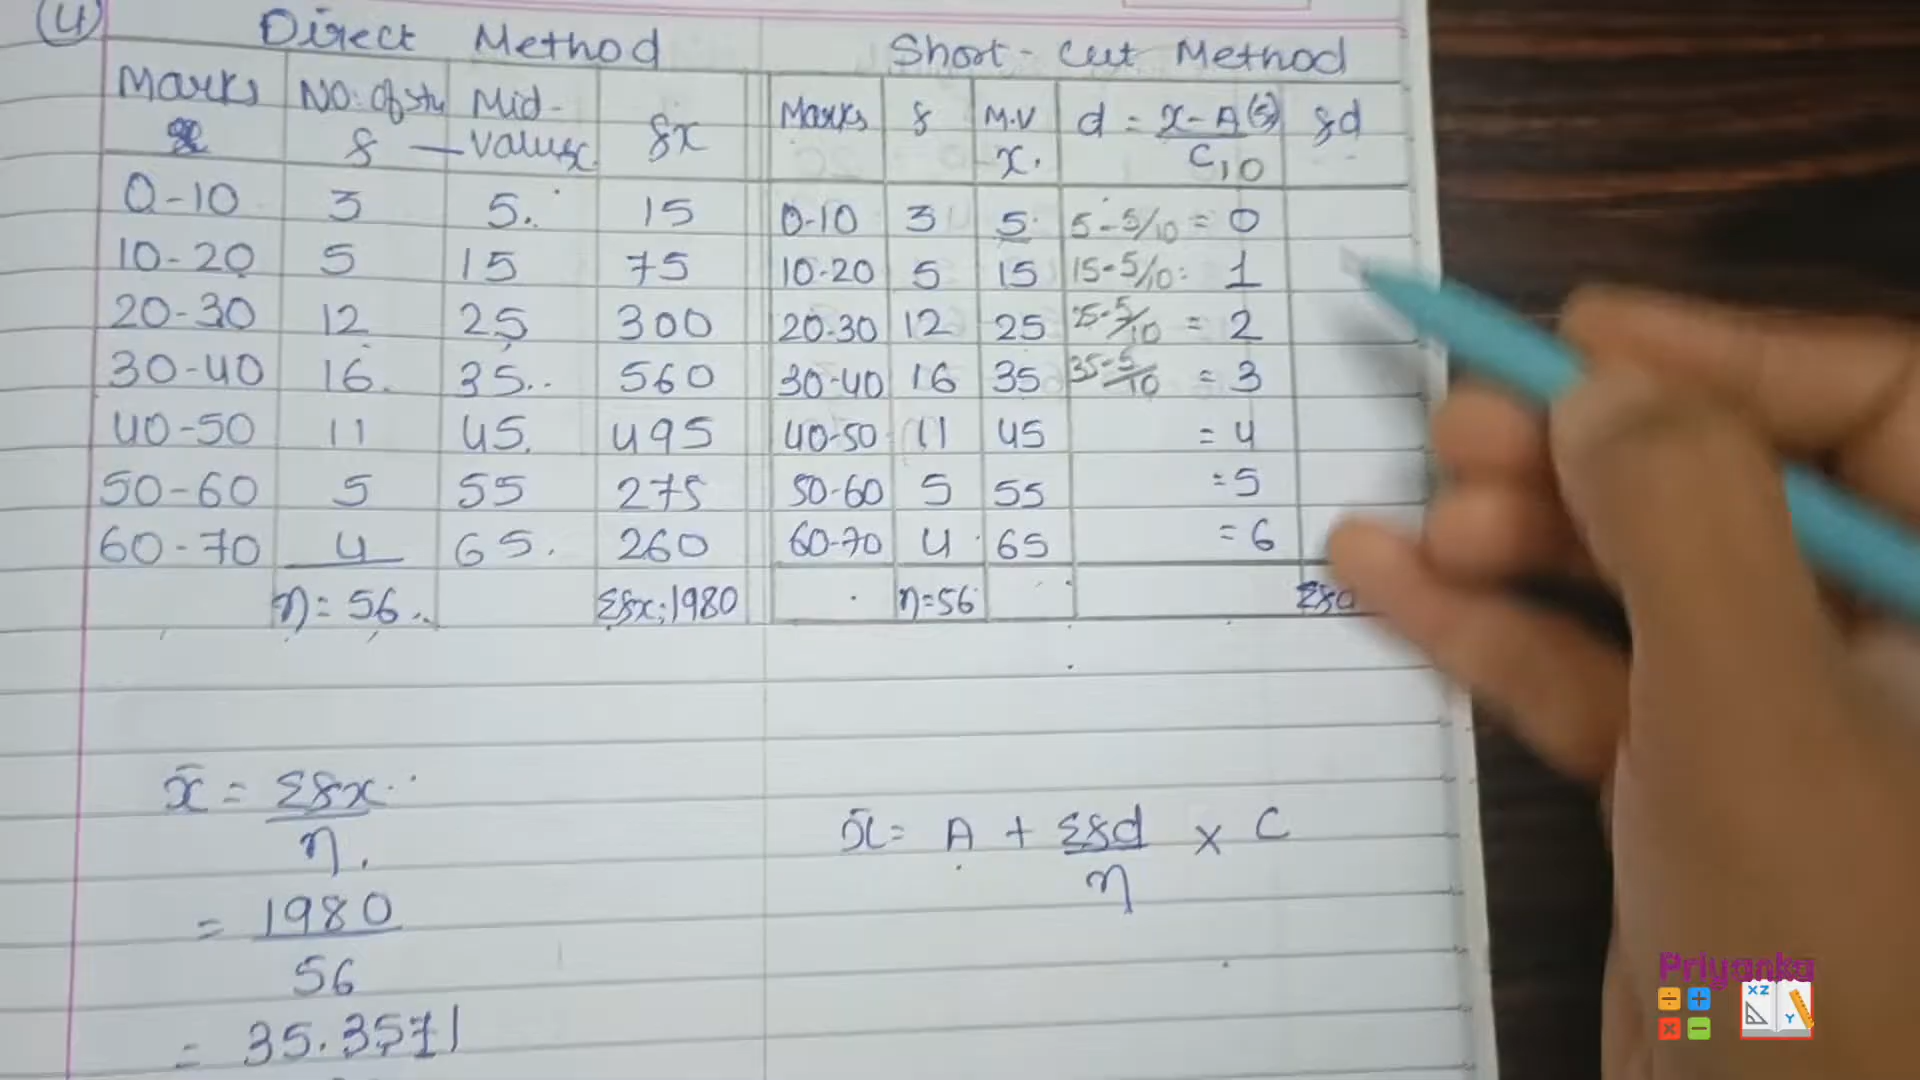 4
Direct Method Short-Cut Method
Marks No. of stu Mid- fx Marks f M.V d = x-A(5) fd
x f values x x. C,10
0-10 3 5. 15 0-10 3 5. 5-5/10 = 0
10-20 5 15 75 10-20 5 15 15-5/10 = 1
20-30 12 25 300 20-30 12 25 25-5/10 = 2
30-40 16. 35.. 560 30-40 16 35 35-5/10 = 3
40-50 11 45. 495 40-50 11 45 = 4
50-60 5 55 275 50-60 5 55 = 5
60-70 4 65. 260 60-70 4 65 = 6
n = 56 Σfx = 1980 n=56 Σfd
x̄ = Σfx
n.
= 1980
56
= 35.3571
x̄ = A + Σfd × C
n
Priyanka
XZ
Y